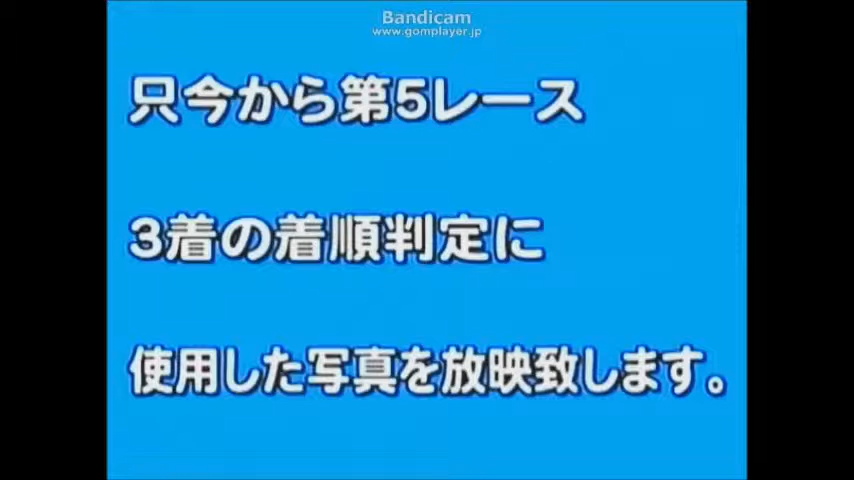 Bandicam
www.gomplayer.jp
只今から第5レース
3着の着順判定に
使用した写真を放映致します。